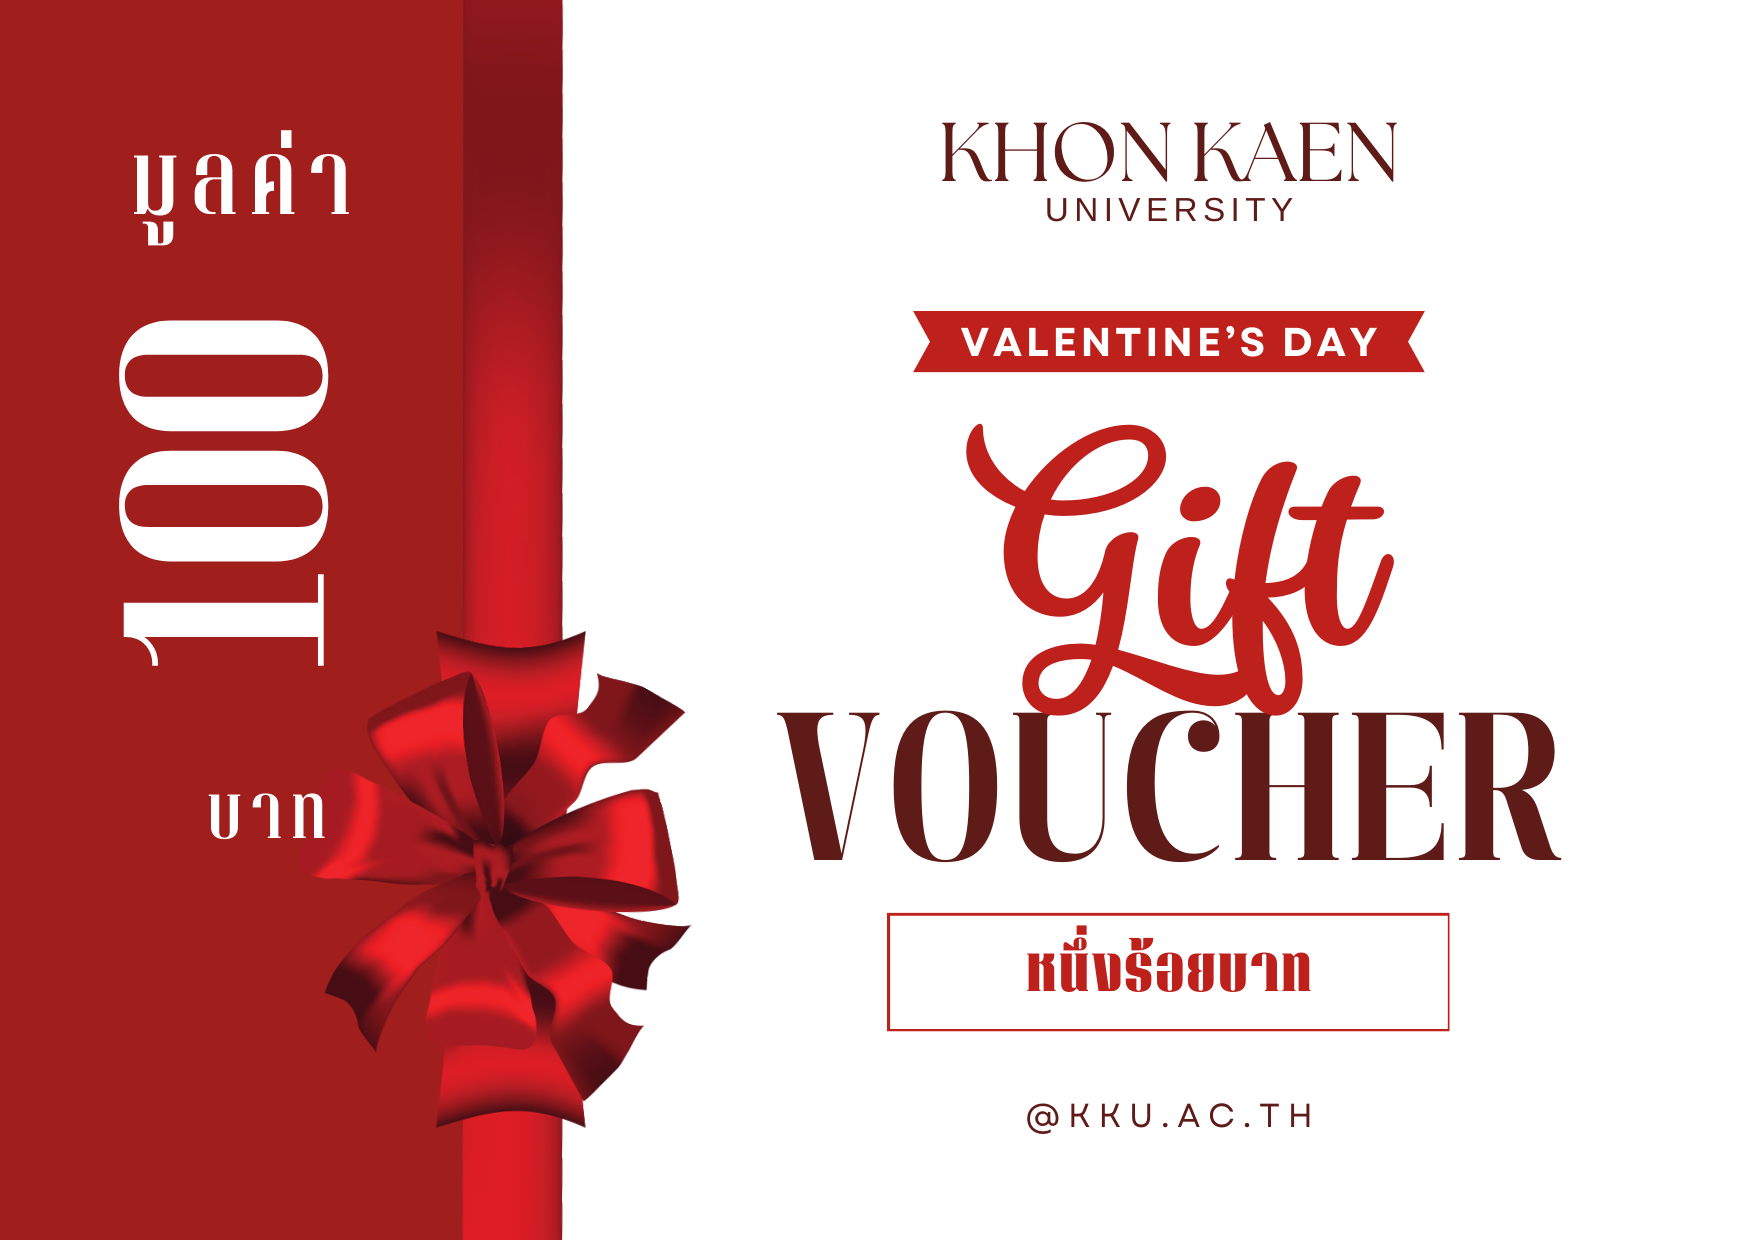 มูลค่า
100
บาท
KHON KAEN
UNIVERSITY
VALENTINE’S DAY
Gift
VOUCHER
หนึ่งร้อยบาท
@KKU.AC.TH